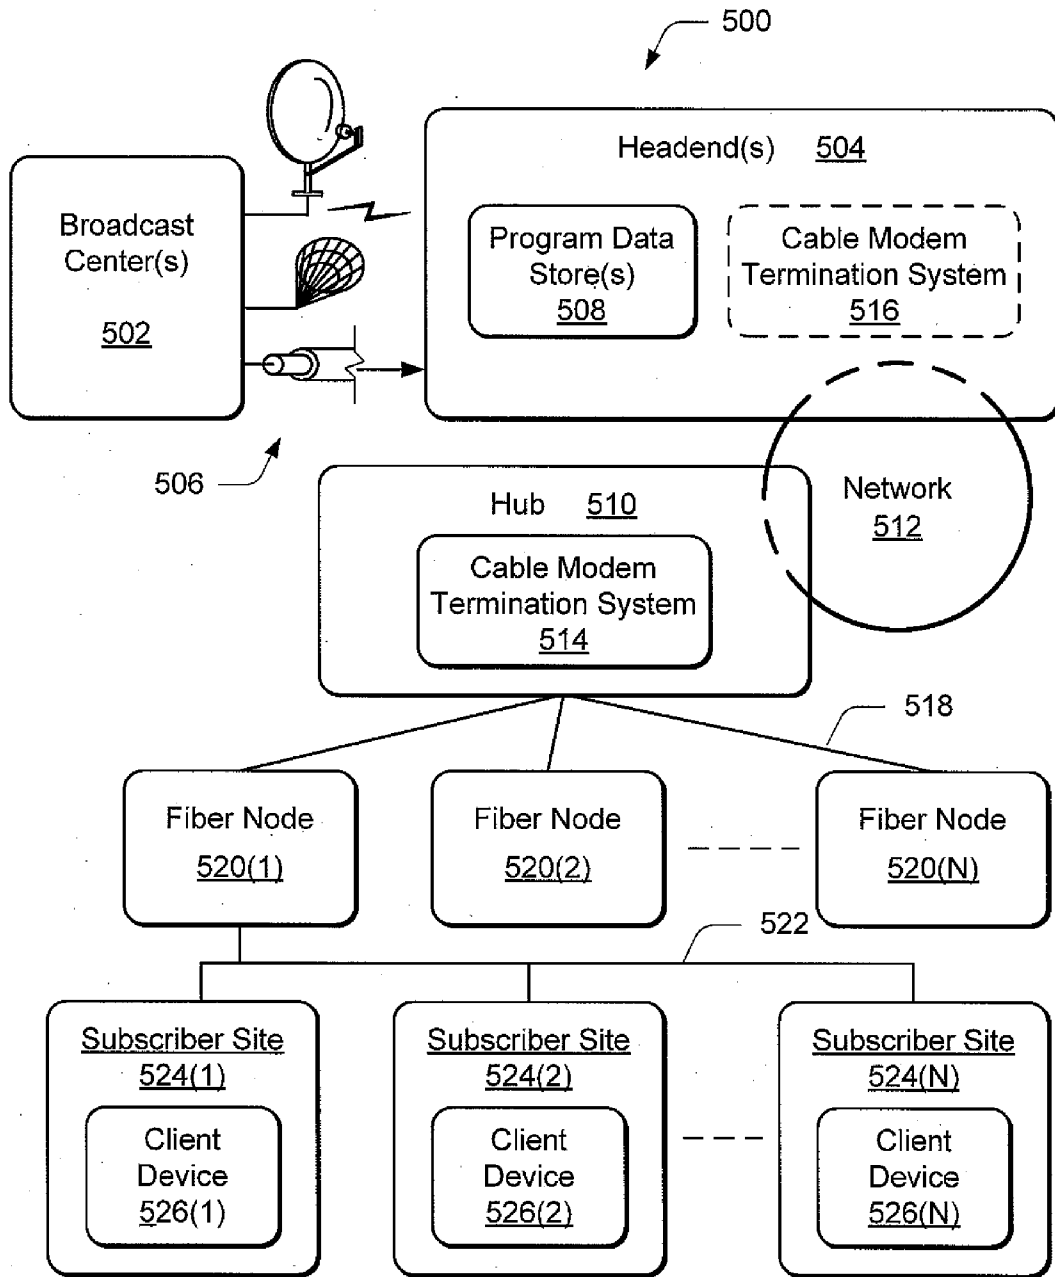 500
Headend(s) 504
Broadcast
Center(s)
502
Program Data
Store(s)
508
Cable Modem
Termination System
516
506
Hub 510
Network
512
Cable Modem
Termination System
514
518
Fiber Node
520(1)
Fiber Node
520(2)
Fiber Node
520(N)
522
Subscriber Site
524(1)
Client
Device
526(1)
Subscriber Site
524(2)
Client
Device
526(2)
Subscriber Site
524(N)
Client
Device
526(N)